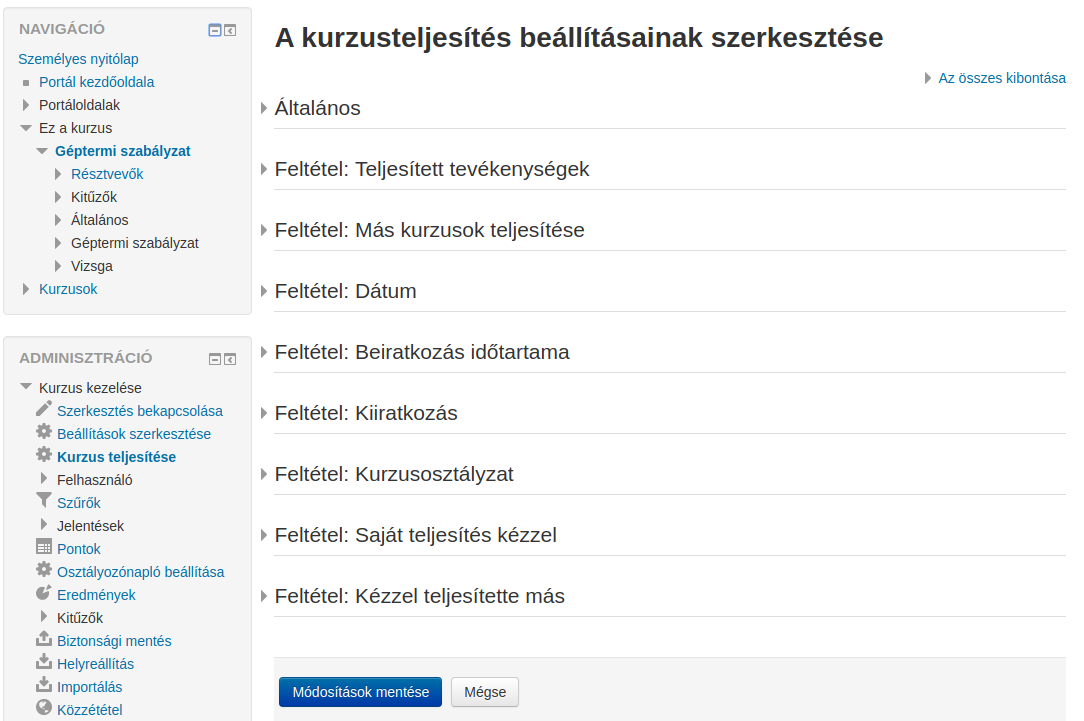 NAVIGÁCIÓ
Személyes nyitólap
Portál kezdőoldala
Portáloldalak
Ez a kurzus
Géptermi szabályzat
Résztvevők
Kitűzők
Általános
Géptermi szabályzat
Vizsga
Kurzusok
ADMINISZTRÁCIÓ
Kurzus kezelése
Szerkesztés bekapcsolása
Beállítások szerkesztése
Kurzus teljesítése
Felhasználó
Szűrők
Jelentések
Pontok
Osztályozónapló beállítása
Eredmények
Kitűzők
Biztonsági mentés
Helyreállítás
Importálás
Közzététel
A kurzusteljesítés beállításainak szerkesztése
Az összes kibontása
Általános
Feltétel: Teljesített tevékenységek
Feltétel: Más kurzusok teljesítése
Feltétel: Dátum
Feltétel: Beiratkozás időtartama
Feltétel: Kiiratkozás
Feltétel: Kurzusosztályzat
Feltétel: Saját teljesítés kézzel
Feltétel: Kézzel teljesítette más
Módosítások mentése
Mégse